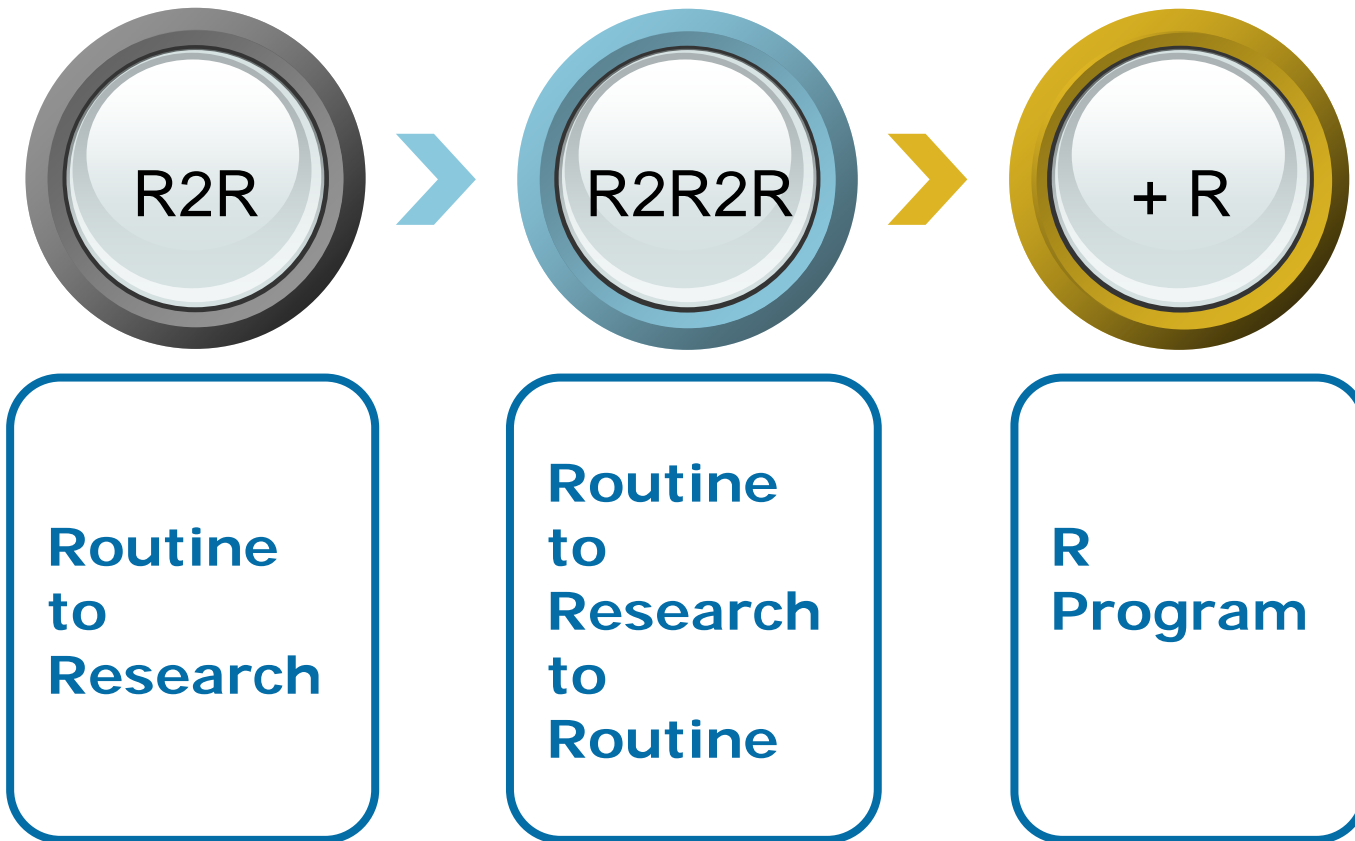 R2R
R2R2R
+ R
Routine
to
Research
Routine
to
Research
to
Routine
R
Program